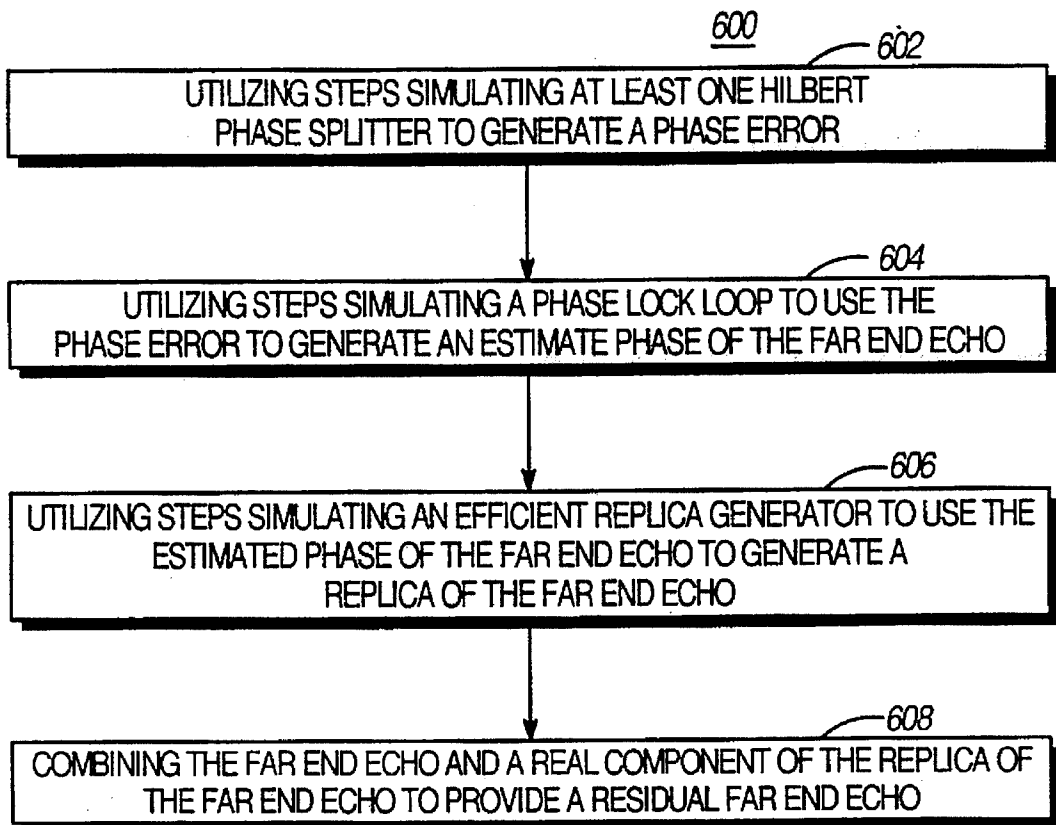 600
602
UTILIZING STEPS SIMULATING AT LEAST ONE HILBERT
PHASE SPLITTER TO GENERATE A PHASE ERROR
604
UTILIZING STEPS SIMULATING A PHASE LOCK LOOP TO USE THE
PHASE ERROR TO GENERATE AN ESTIMATE PHASE OF THE FAR END ECHO
606
UTILIZING STEPS SIMULATING AN EFFICIENT REPLICA GENERATOR TO USE THE
ESTIMATED PHASE OF THE FAR END ECHO TO GENERATE A
REPLICA OF THE FAR END ECHO
608
COMBINING THE FAR END ECHO AND A REAL COMPONENT OF THE REPLICA OF
THE FAR END ECHO TO PROVIDE A RESIDUAL FAR END ECHO